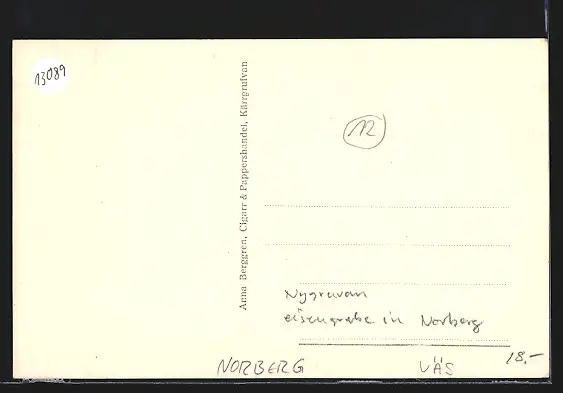 13089
Anna Berggren, Cigarr & Pappershandel, Kärrgrufvan
12
Nygruvan
eisengrube in Norberg
NORBERG
VÄS
18.-